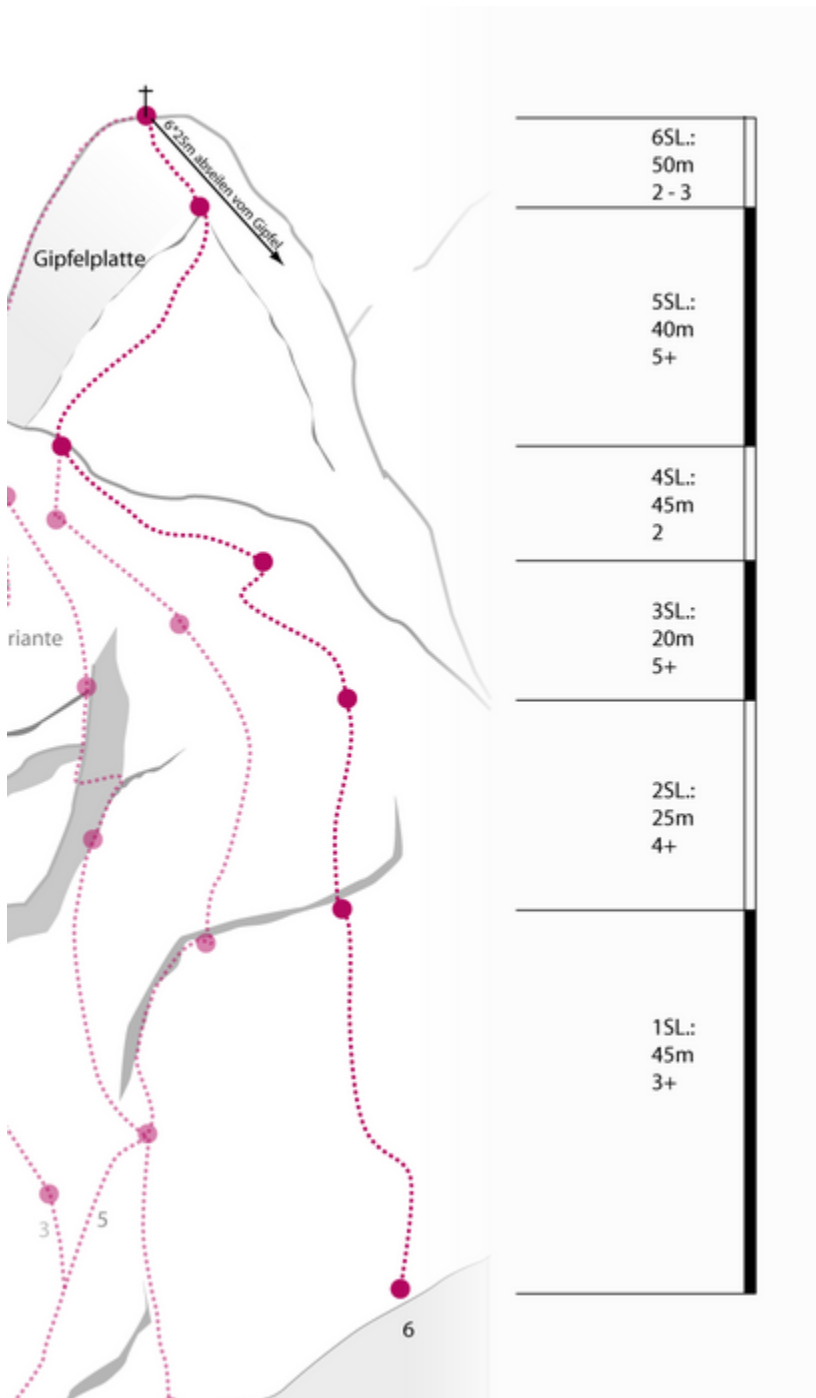 6*25m abseilen vom Gipfel
Gipfelplatte
riante
3
5
6
6SL.:
50m
2 - 3
5SL.:
40m
5+
4SL.:
45m
2
3SL.:
20m
5+
2SL.:
25m
4+
1SL.:
45m
3+